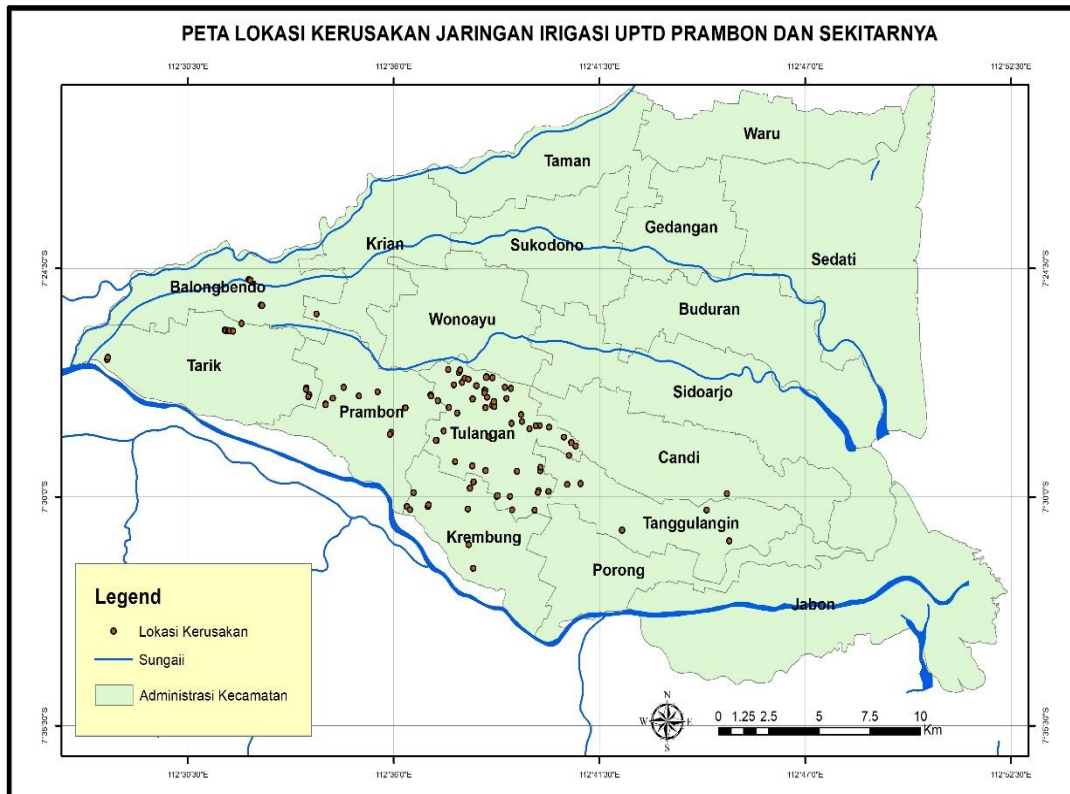 PETA LOKASI KERUSAKAN JARINGAN IRIGASI UPTD PRAMBON DAN SEKITARNYA
112°30'30"E 112°36'0"E 112°41'30"E 112°47'0"E 112°52'30"E
Waru
Taman
Gedangan
Krian
Sukodono
Sedati
7°24'30"S
7°24'30"S
Balongbendo
Buduran
Wonoayu
Tarik
Sidoarjo
Prambon
Tulangan
Candi
7°30'0"S
7°30'0"S
Tanggulangin
Krembung
Porong
Jabon
Legend
Lokasi Kerusakan
Sungaii
Administrasi Kecamatan
N
W E
S
0 1.25 2.5 5 7.5 10
Km
7°35'30"S
7°35'30"S
112°30'30"E 112°36'0"E 112°41'30"E 112°47'0"E 112°52'30"E